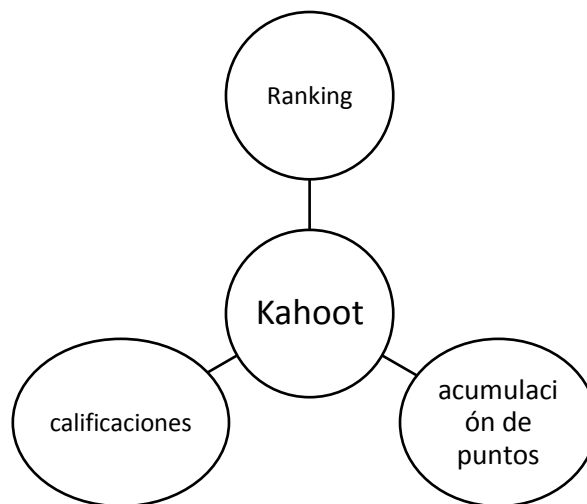 Ranking
Kahoot
calificaciones
acumulaci
ón de
puntos